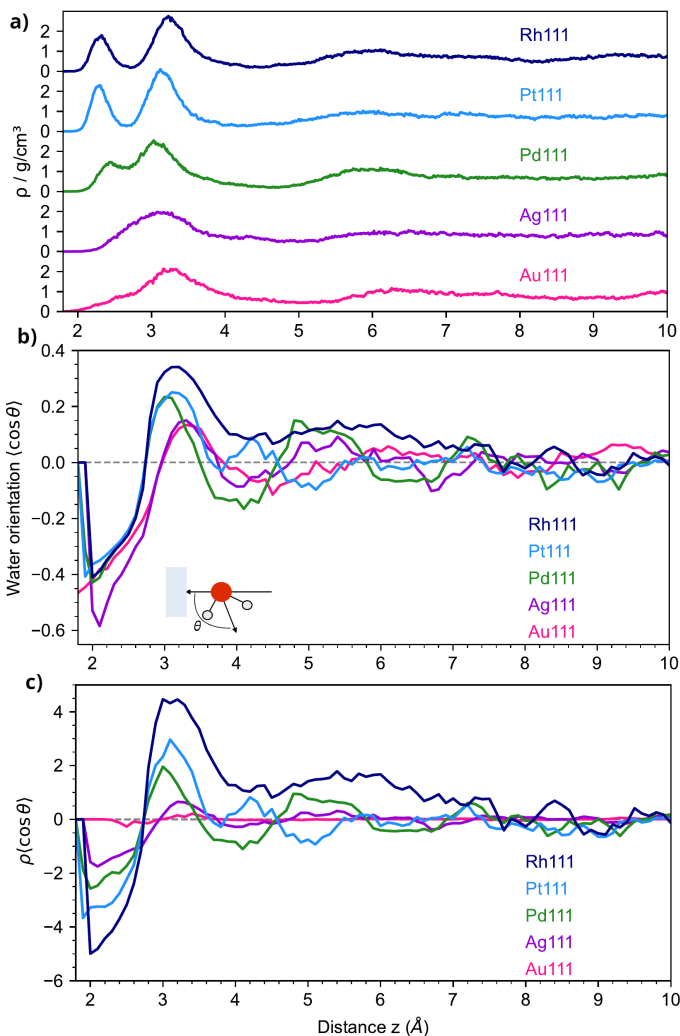 a)
ρ / g/cm³
2
1
0
Rh111
2
1
0
Pt111
2
1
0
Pd111
2
1
0
Ag111
2
1
0
Au111
2 3 4 5 6 7 8 9 10
b)
Water orientation ⟨cos θ⟩
0.4
0.2
0.0
−0.2
−0.4
−0.6
Rh111
Pt111
Pd111
Ag111
Au111
θ
2 3 4 5 6 7 8 9 10
c)
ρ⟨cos θ⟩
4
2
0
−2
−4
−6
Rh111
Pt111
Pd111
Ag111
Au111
2 3 4 5 6 7 8 9 10
Distance z (Å)